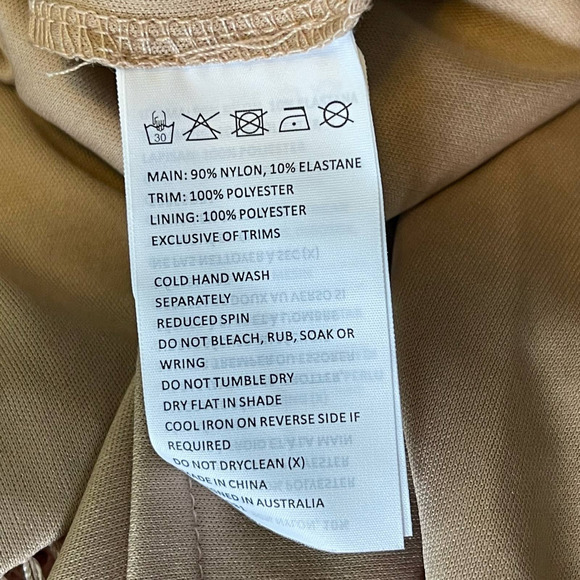 30
MAIN: 90% NYLON, 10% ELASTANE
TRIM: 100% POLYESTER
LINING: 100% POLYESTER
EXCLUSIVE OF TRIMS
COLD HAND WASH
SEPARATELY
REDUCED SPIN
DO NOT BLEACH, RUB, SOAK OR
WRING
DO NOT TUMBLE DRY
DRY FLAT IN SHADE
COOL IRON ON REVERSE SIDE IF
REQUIRED
DO NOT DRYCLEAN (X)
IN CHINA
IN AUSTRALIA